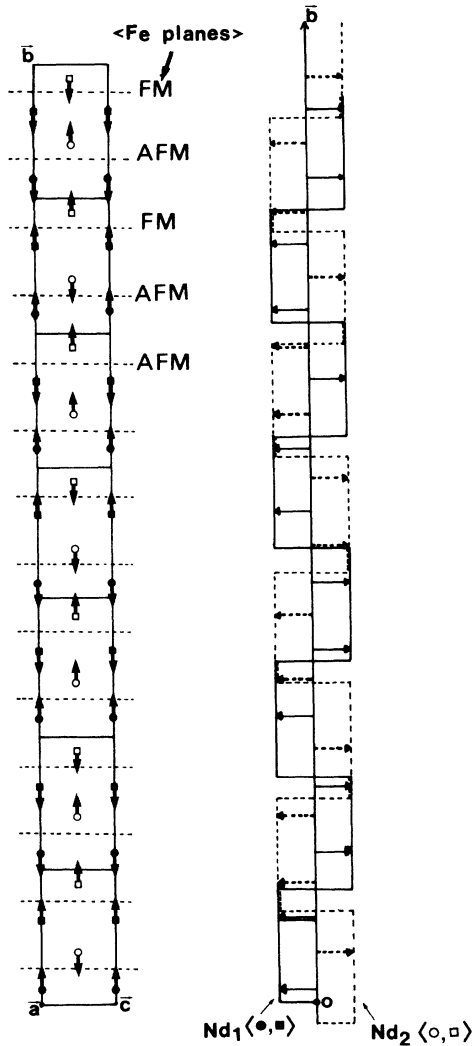 <Fe planes>
b
FM
AFM
FM
AFM
AFM
a
c
b
O
Nd1⟨●,■⟩
Nd2⟨○,□⟩